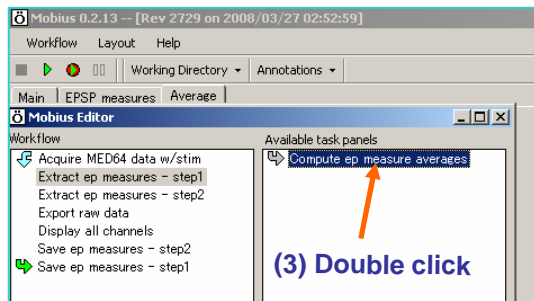 Mobius 0.2.13 -- [Rev 2729 on 2008/03/27 02:52:59]
Workflow Layout Help
Working Directory Annotations
Main EPSP measures Average
Mobius Editor
Workflow
Acquire MED64 data w/stim
Extract ep measures - step1
Extract ep measures - step2
Export raw data
Display all channels
Save ep measures - step2
Save ep measures - step1
Available task panels
Compute ep measure averages
(3) Double click